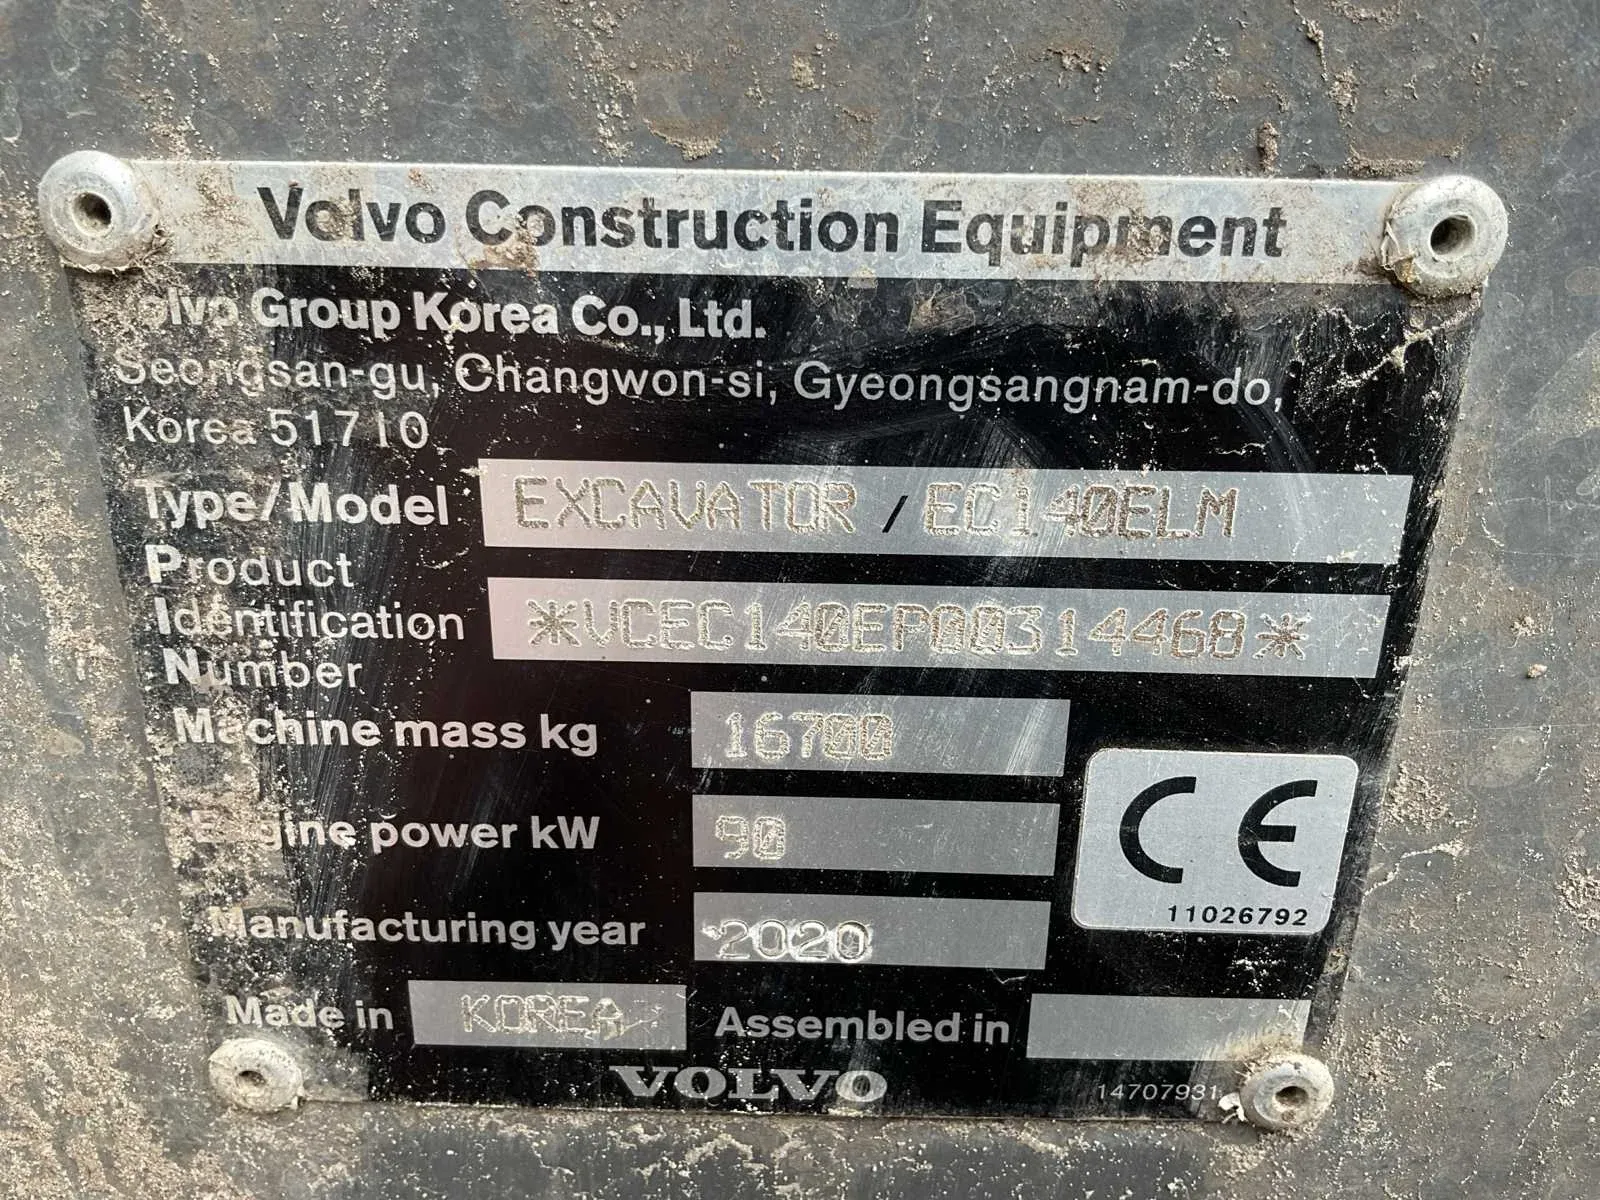 Volvo Construction Equipment
Volvo Group Korea Co., Ltd.
Seongsan-gu, Changwon-si, Gyeongsangnam-do,
Korea 51710
Type/Model EXCAVATOR / EC140ELM
Product
Identification
Number
*VCEC140EP00314468*
Machine mass kg 16700
Engine power kW 90
CE
11026792
Manufacturing year 2020
Made in KOREA Assembled in
VOLVO
14707931